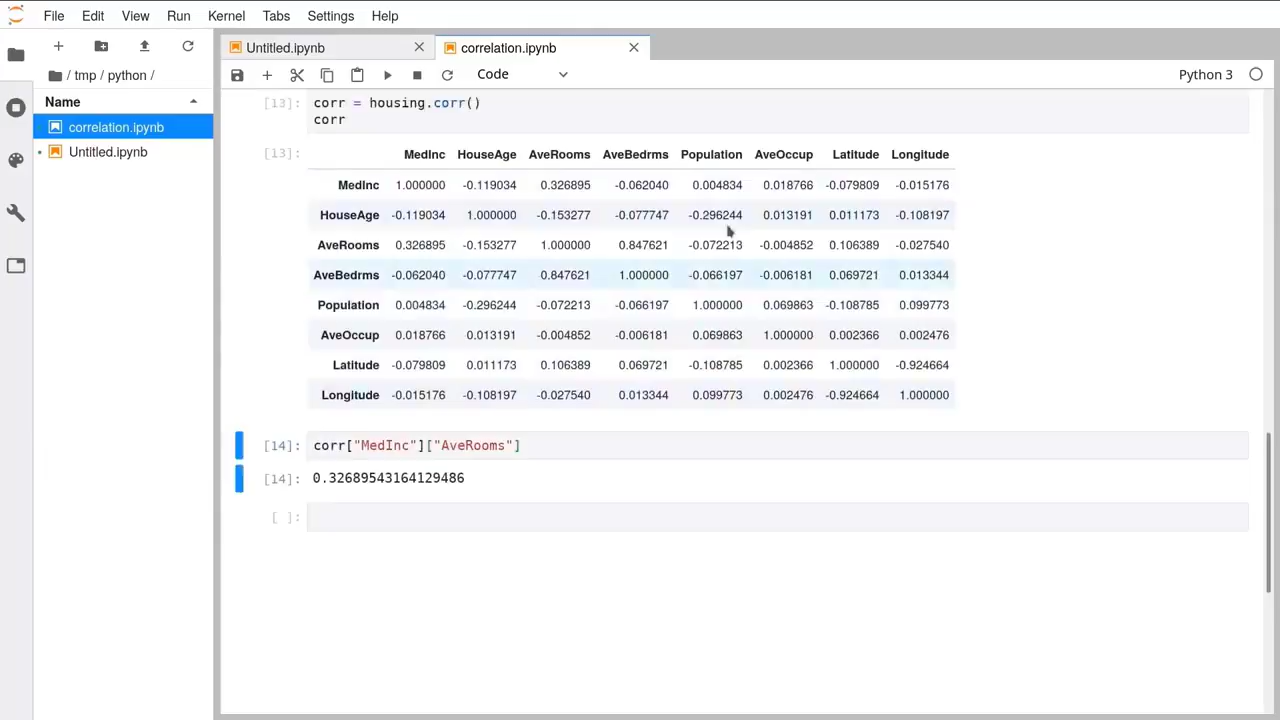 File Edit View Run Kernel Tabs Settings Help
/ tmp / python /
Name
correlation.ipynb
Untitled.ipynb
Untitled.ipynb
correlation.ipynb
Code
Python 3
[13]: corr = housing.corr()
corr
[13]: MedInc HouseAge AveRooms AveBedrms Population AveOccup Latitude Longitude
MedInc 1.000000 -0.119034 0.326895 -0.062040 0.004834 0.018766 -0.079809 -0.015176
HouseAge -0.119034 1.000000 -0.153277 -0.077747 -0.296244 0.013191 0.011173 -0.108197
AveRooms 0.326895 -0.153277 1.000000 0.847621 -0.072213 -0.004852 0.106389 -0.027540
AveBedrms -0.062040 -0.077747 0.847621 1.000000 -0.066197 -0.006181 0.069721 0.013344
Population 0.004834 -0.296244 -0.072213 -0.066197 1.000000 0.069863 -0.108785 0.099773
AveOccup 0.018766 0.013191 -0.004852 -0.006181 0.069863 1.000000 0.002366 0.002476
Latitude -0.079809 0.011173 0.106389 0.069721 -0.108785 0.002366 1.000000 -0.924664
Longitude -0.015176 -0.108197 -0.027540 0.013344 0.099773 0.002476 -0.924664 1.000000
[14]: corr["MedInc"]["AveRooms"]
[14]: 0.32689543164129486
[ ]: